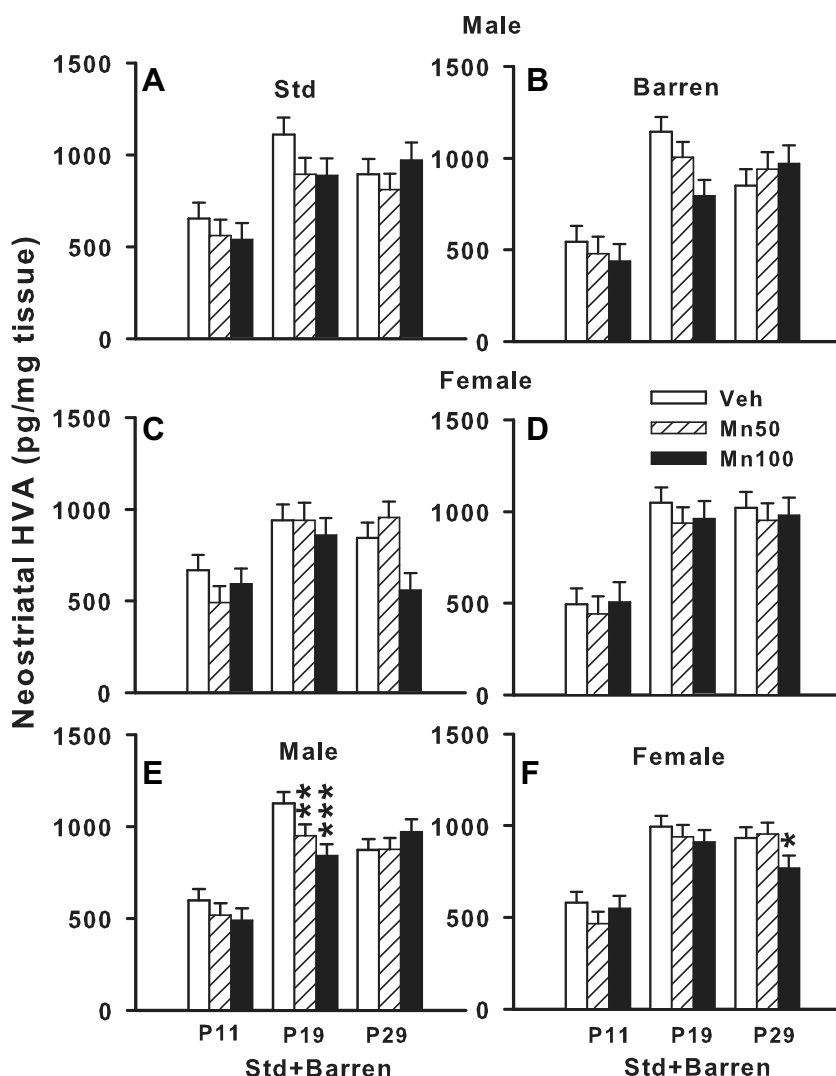 Male
A
Std
B
Barren
1500
1000
500
0
1500
1000
500
0
Female
C
D
Veh
Mn50
Mn100
1500
1000
500
0
1500
1000
500
0
Neostriatal HVA (pg/mg tissue)
E
Male
F
Female
1500
1000
500
0
1500
1000
500
0
**
***
*
P11 P19 P29
P11 P19 P29
Std+Barren
Std+Barren